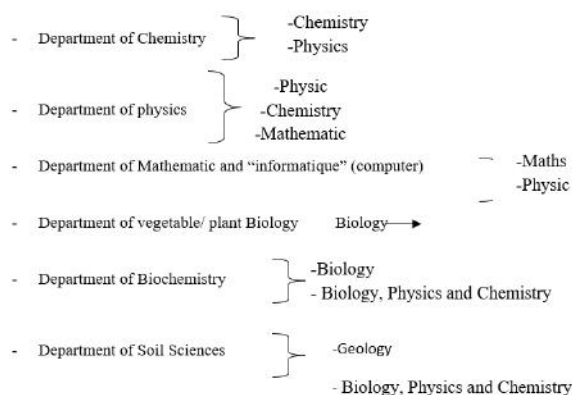 -Chemistry
- Department of Chemistry
-Physics
-Physic
- Department of physics
-Chemistry
-Mathematic
- Department of Mathematic and “informatique” (computer)
-Maths
-Physic
- Department of vegetable/ plant Biology Biology
- Department of Biochemistry
-Biology
- Biology, Physics and Chemistry
- Department of Soil Sciences
-Geology
- Biology, Physics and Chemistry